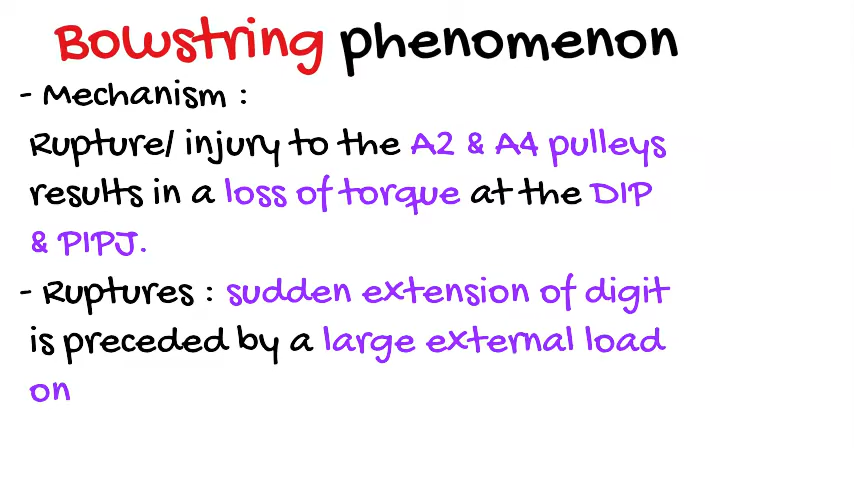 Bowstring phenomenon
- Mechanism :
Rupture/ injury to the A2 & A4 pulleys
results in a loss of torque at the DIP
& PIPJ.
- Ruptures : sudden extension of digit
is preceded by a large external load
on